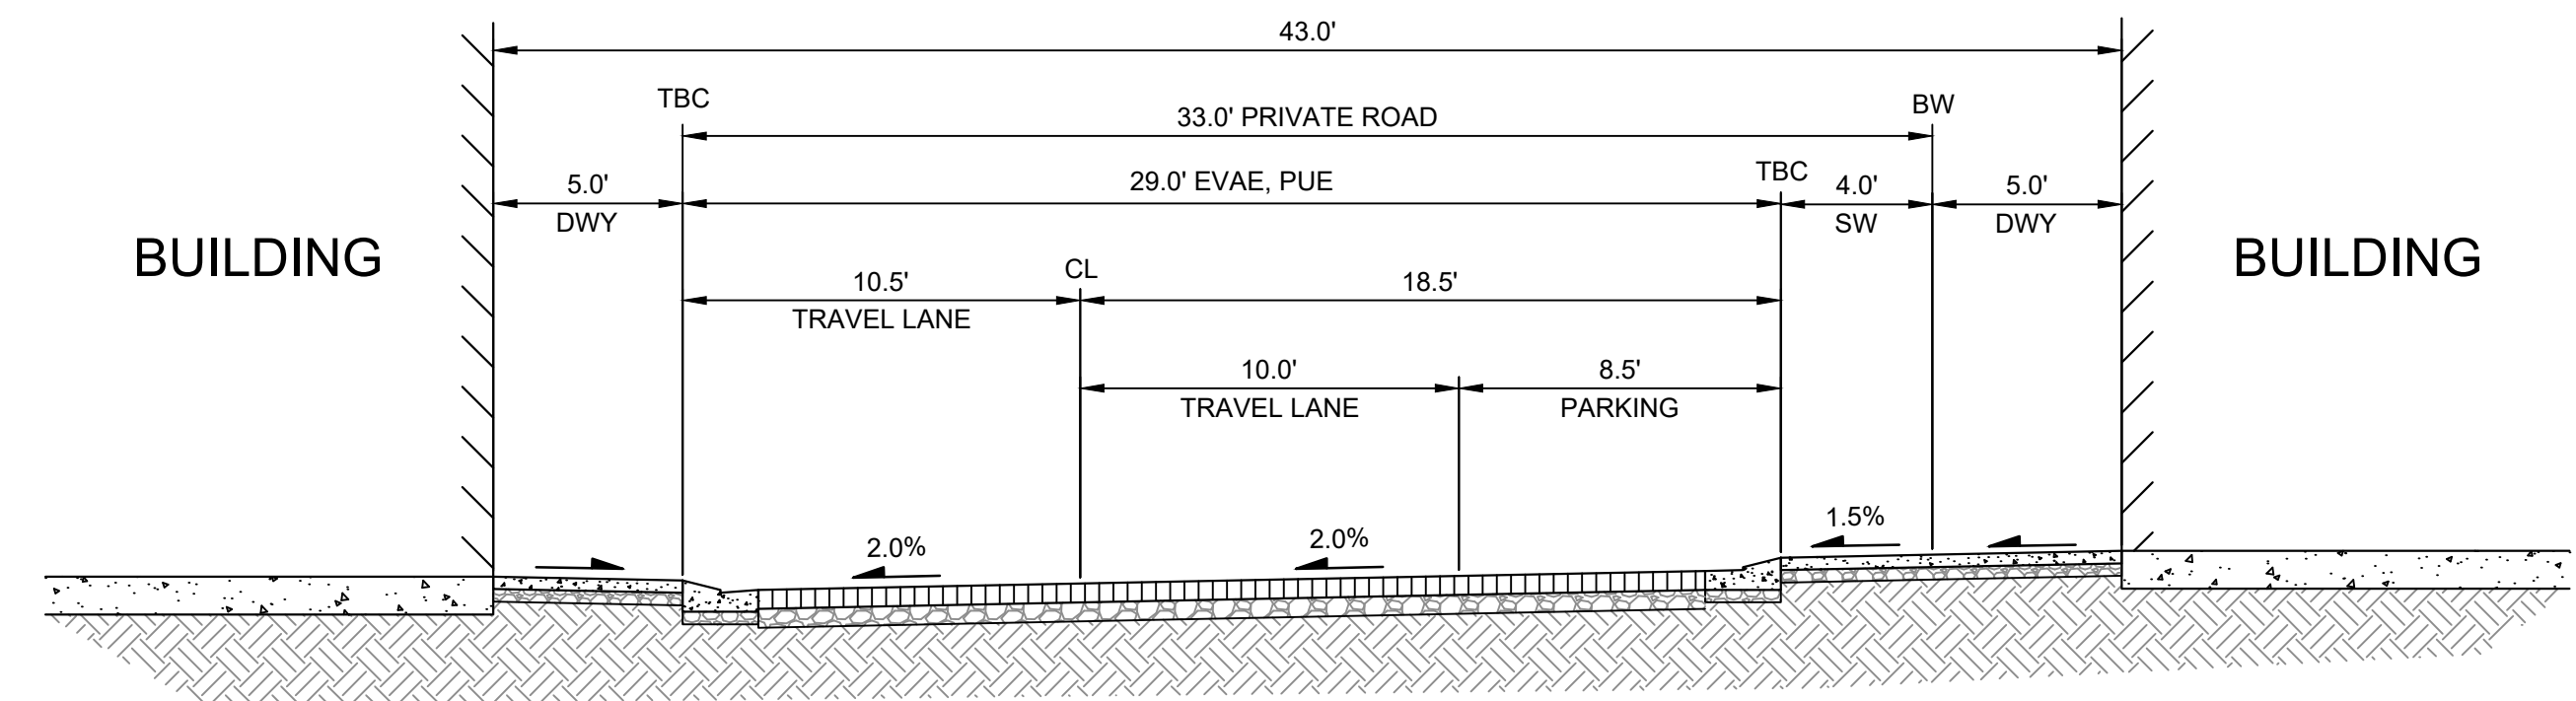 43.0'
TBC
BW
33.0' PRIVATE ROAD
5.0'
DWY
29.0' EVAE, PUE
TBC
4.0'
SW
5.0'
DWY
BUILDING
BUILDING
10.5'
TRAVEL LANE
CL
18.5'
10.0'
TRAVEL LANE
8.5'
PARKING
2.0%
2.0%
1.5%